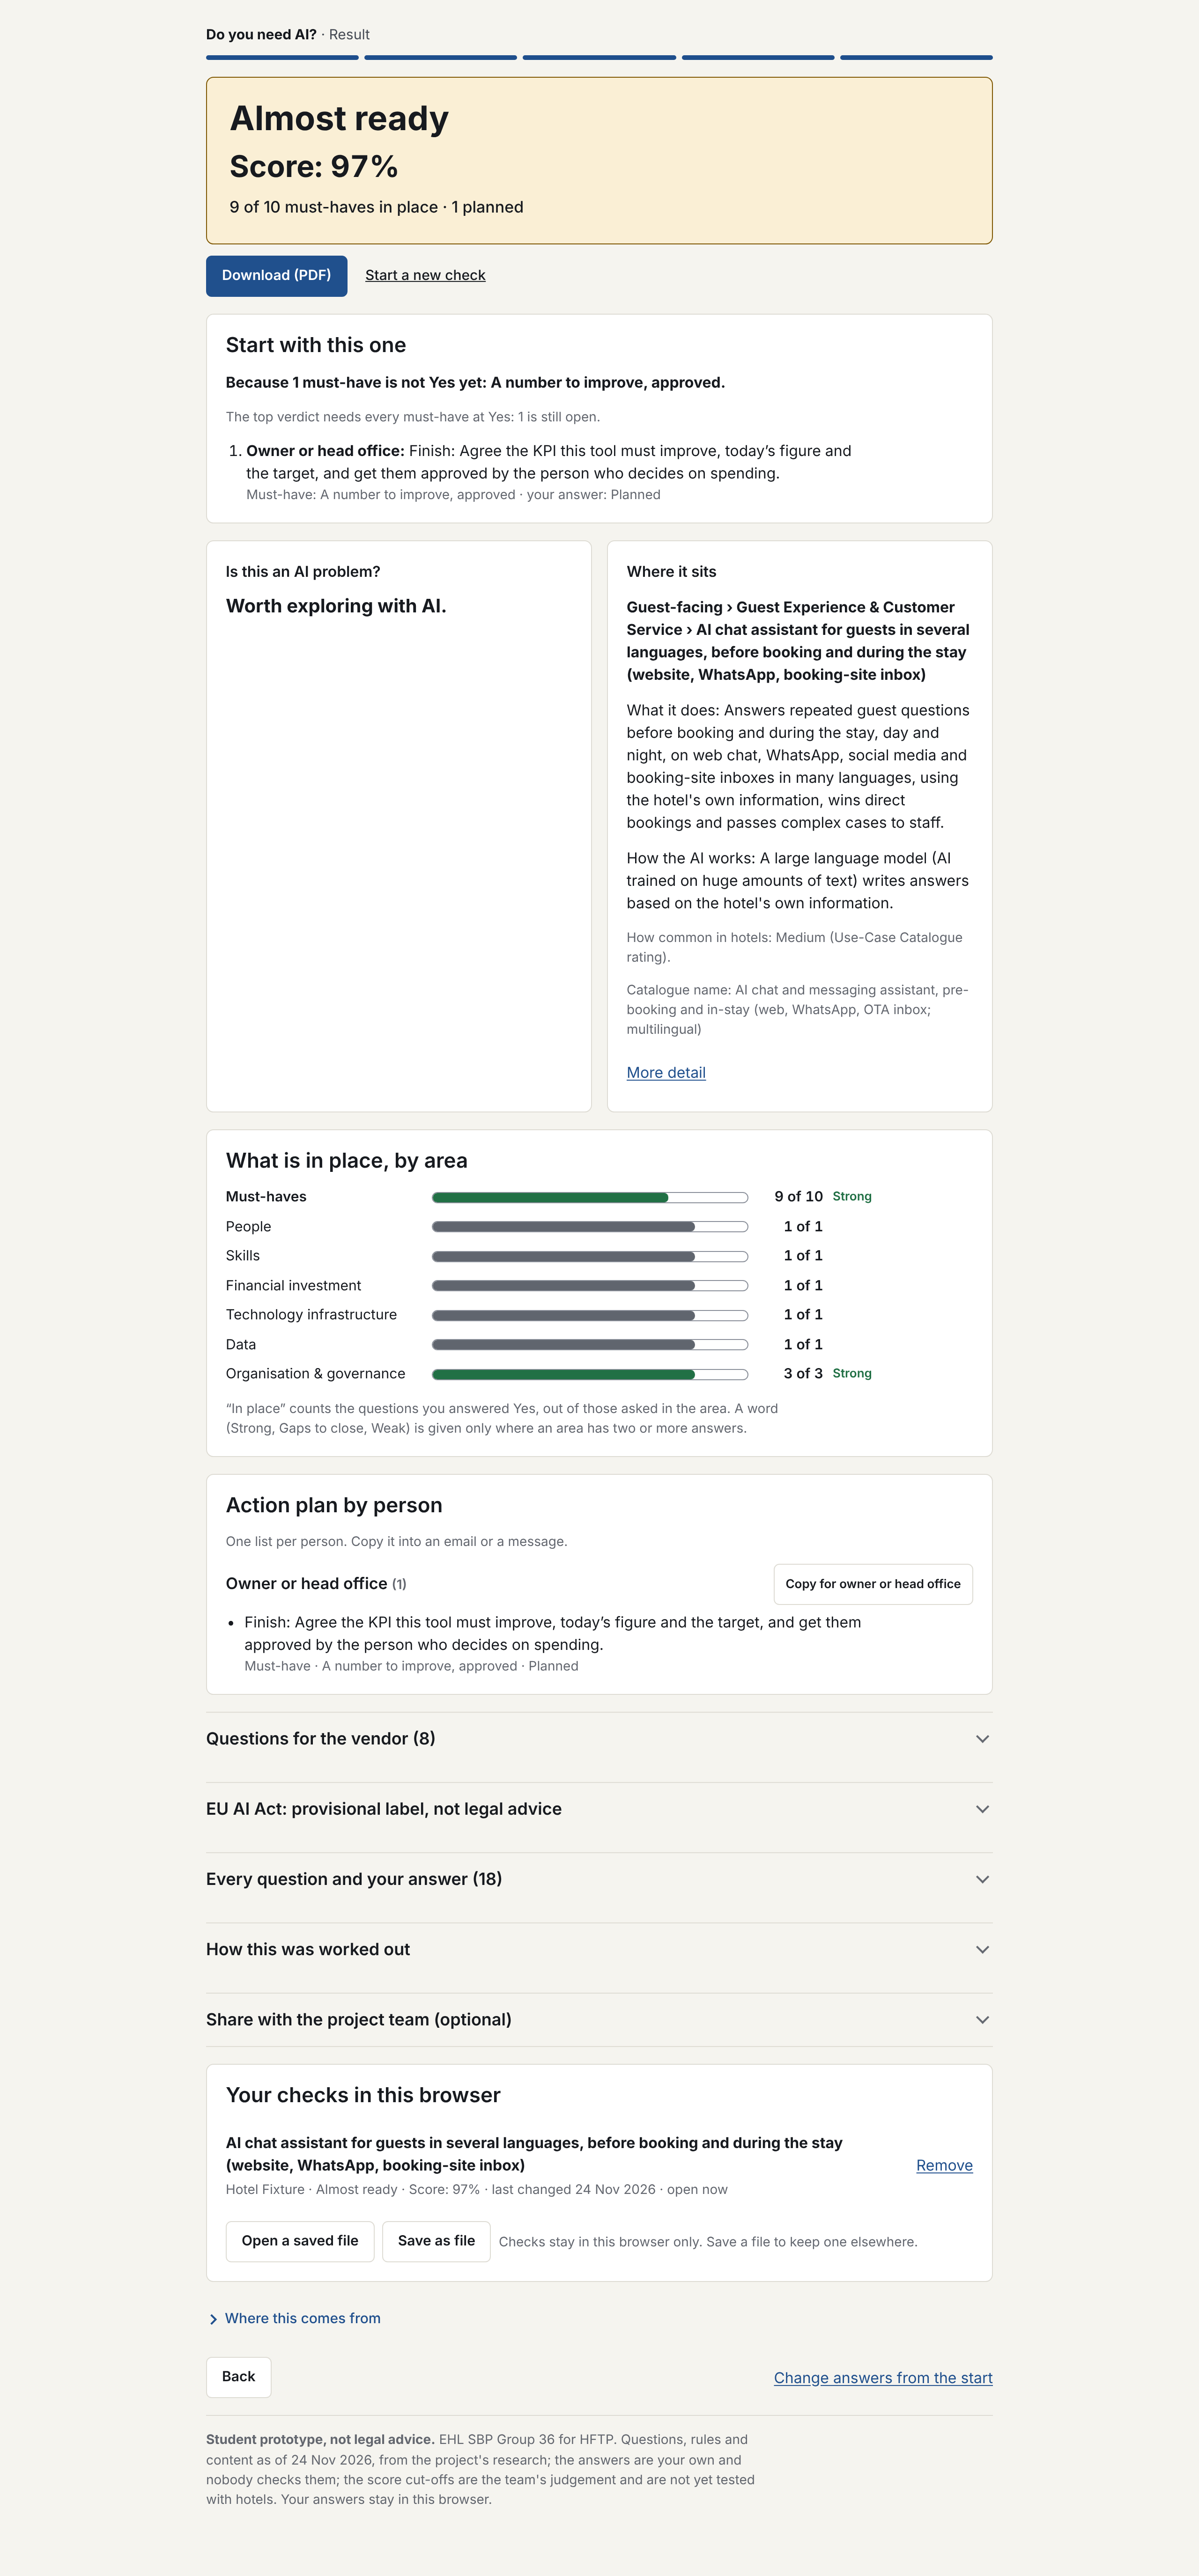 Do you need AI? · Result
Almost ready
Score: 97%
9 of 10 must-haves in place · 1 planned
Download (PDF)
Start a new check
Start with this one
Because 1 must-have is not Yes yet: A number to improve, approved.
The top verdict needs every must-have at Yes: 1 is still open.
1. Owner or head office: Finish: Agree the KPI this tool must improve, today’s figure and
the target, and get them approved by the person who decides on spending.
Must-have: A number to improve, approved · your answer: Planned
Is this an AI problem?
Worth exploring with AI.
Where it sits
Guest-facing › Guest Experience & Customer
Service › AI chat assistant for guests in several
languages, before booking and during the stay
(website, WhatsApp, booking-site inbox)
What it does: Answers repeated guest questions
before booking and during the stay, day and
night, on web chat, WhatsApp, social media and
booking-site inboxes in many languages, using
the hotel's own information, wins direct
bookings and passes complex cases to staff.
How the AI works: A large language model (AI
trained on huge amounts of text) writes answers
based on the hotel's own information.
How common in hotels: Medium (Use-Case Catalogue
rating).
Catalogue name: AI chat and messaging assistant, pre-
booking and in-stay (web, WhatsApp, OTA inbox;
multilingual)
More detail
What is in place, by area
Must-haves 9 of 10 Strong
People 1 of 1
Skills 1 of 1
Financial investment 1 of 1
Technology infrastructure 1 of 1
Data 1 of 1
Organisation & governance 3 of 3 Strong
“In place” counts the questions you answered Yes, out of those asked in the area. A word
(Strong, Gaps to close, Weak) is given only where an area has two or more answers.
Action plan by person
One list per person. Copy it into an email or a message.
Owner or head office (1)
Copy for owner or head office
• Finish: Agree the KPI this tool must improve, today’s figure and the target, and get them
approved by the person who decides on spending.
Must-have · A number to improve, approved · Planned
Questions for the vendor (8)
EU AI Act: provisional label, not legal advice
Every question and your answer (18)
How this was worked out
Share with the project team (optional)
Your checks in this browser
AI chat assistant for guests in several languages, before booking and during the stay
(website, WhatsApp, booking-site inbox)
Remove
Hotel Fixture · Almost ready · Score: 97% · last changed 24 Nov 2026 · open now
Open a saved file
Save as file
Checks stay in this browser only. Save a file to keep one elsewhere.
Where this comes from
Back
Change answers from the start
Student prototype, not legal advice. EHL SBP Group 36 for HFTP. Questions, rules and
content as of 24 Nov 2026, from the project's research; the answers are your own and
nobody checks them; the score cut-offs are the team's judgement and are not yet tested
with hotels. Your answers stay in this browser.